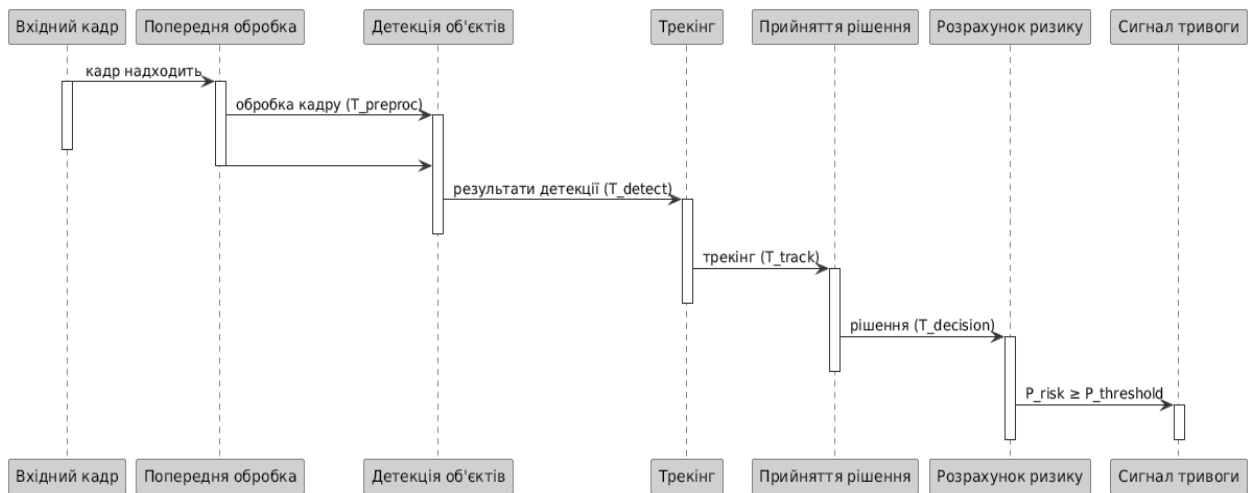 Вхідний кадр
Попередня обробка
Детекція об'єктів
Трекінг
Прийняття рішення
Розрахунок ризику
Сигнал тривоги
кадр надходить
обробка кадру (T_preproc)
результати детекції (T_detect)
трекінг (T_track)
рішення (T_decision)
P_risk ≥ P_threshold
Вхідний кадр
Попередня обробка
Детекція об'єктів
Трекінг
Прийняття рішення
Розрахунок ризику
Сигнал тривоги